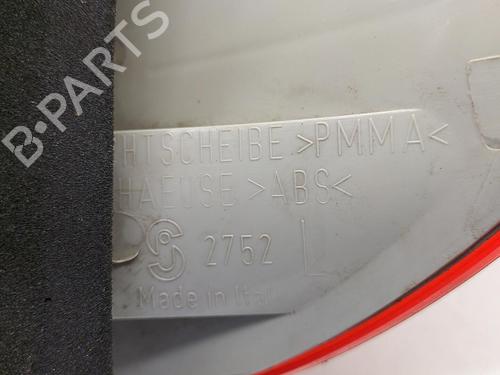 B-PARTS
HTSCHEIBE >PMMA<
HAEUSE >ABS<
2752 L
Made in Ital